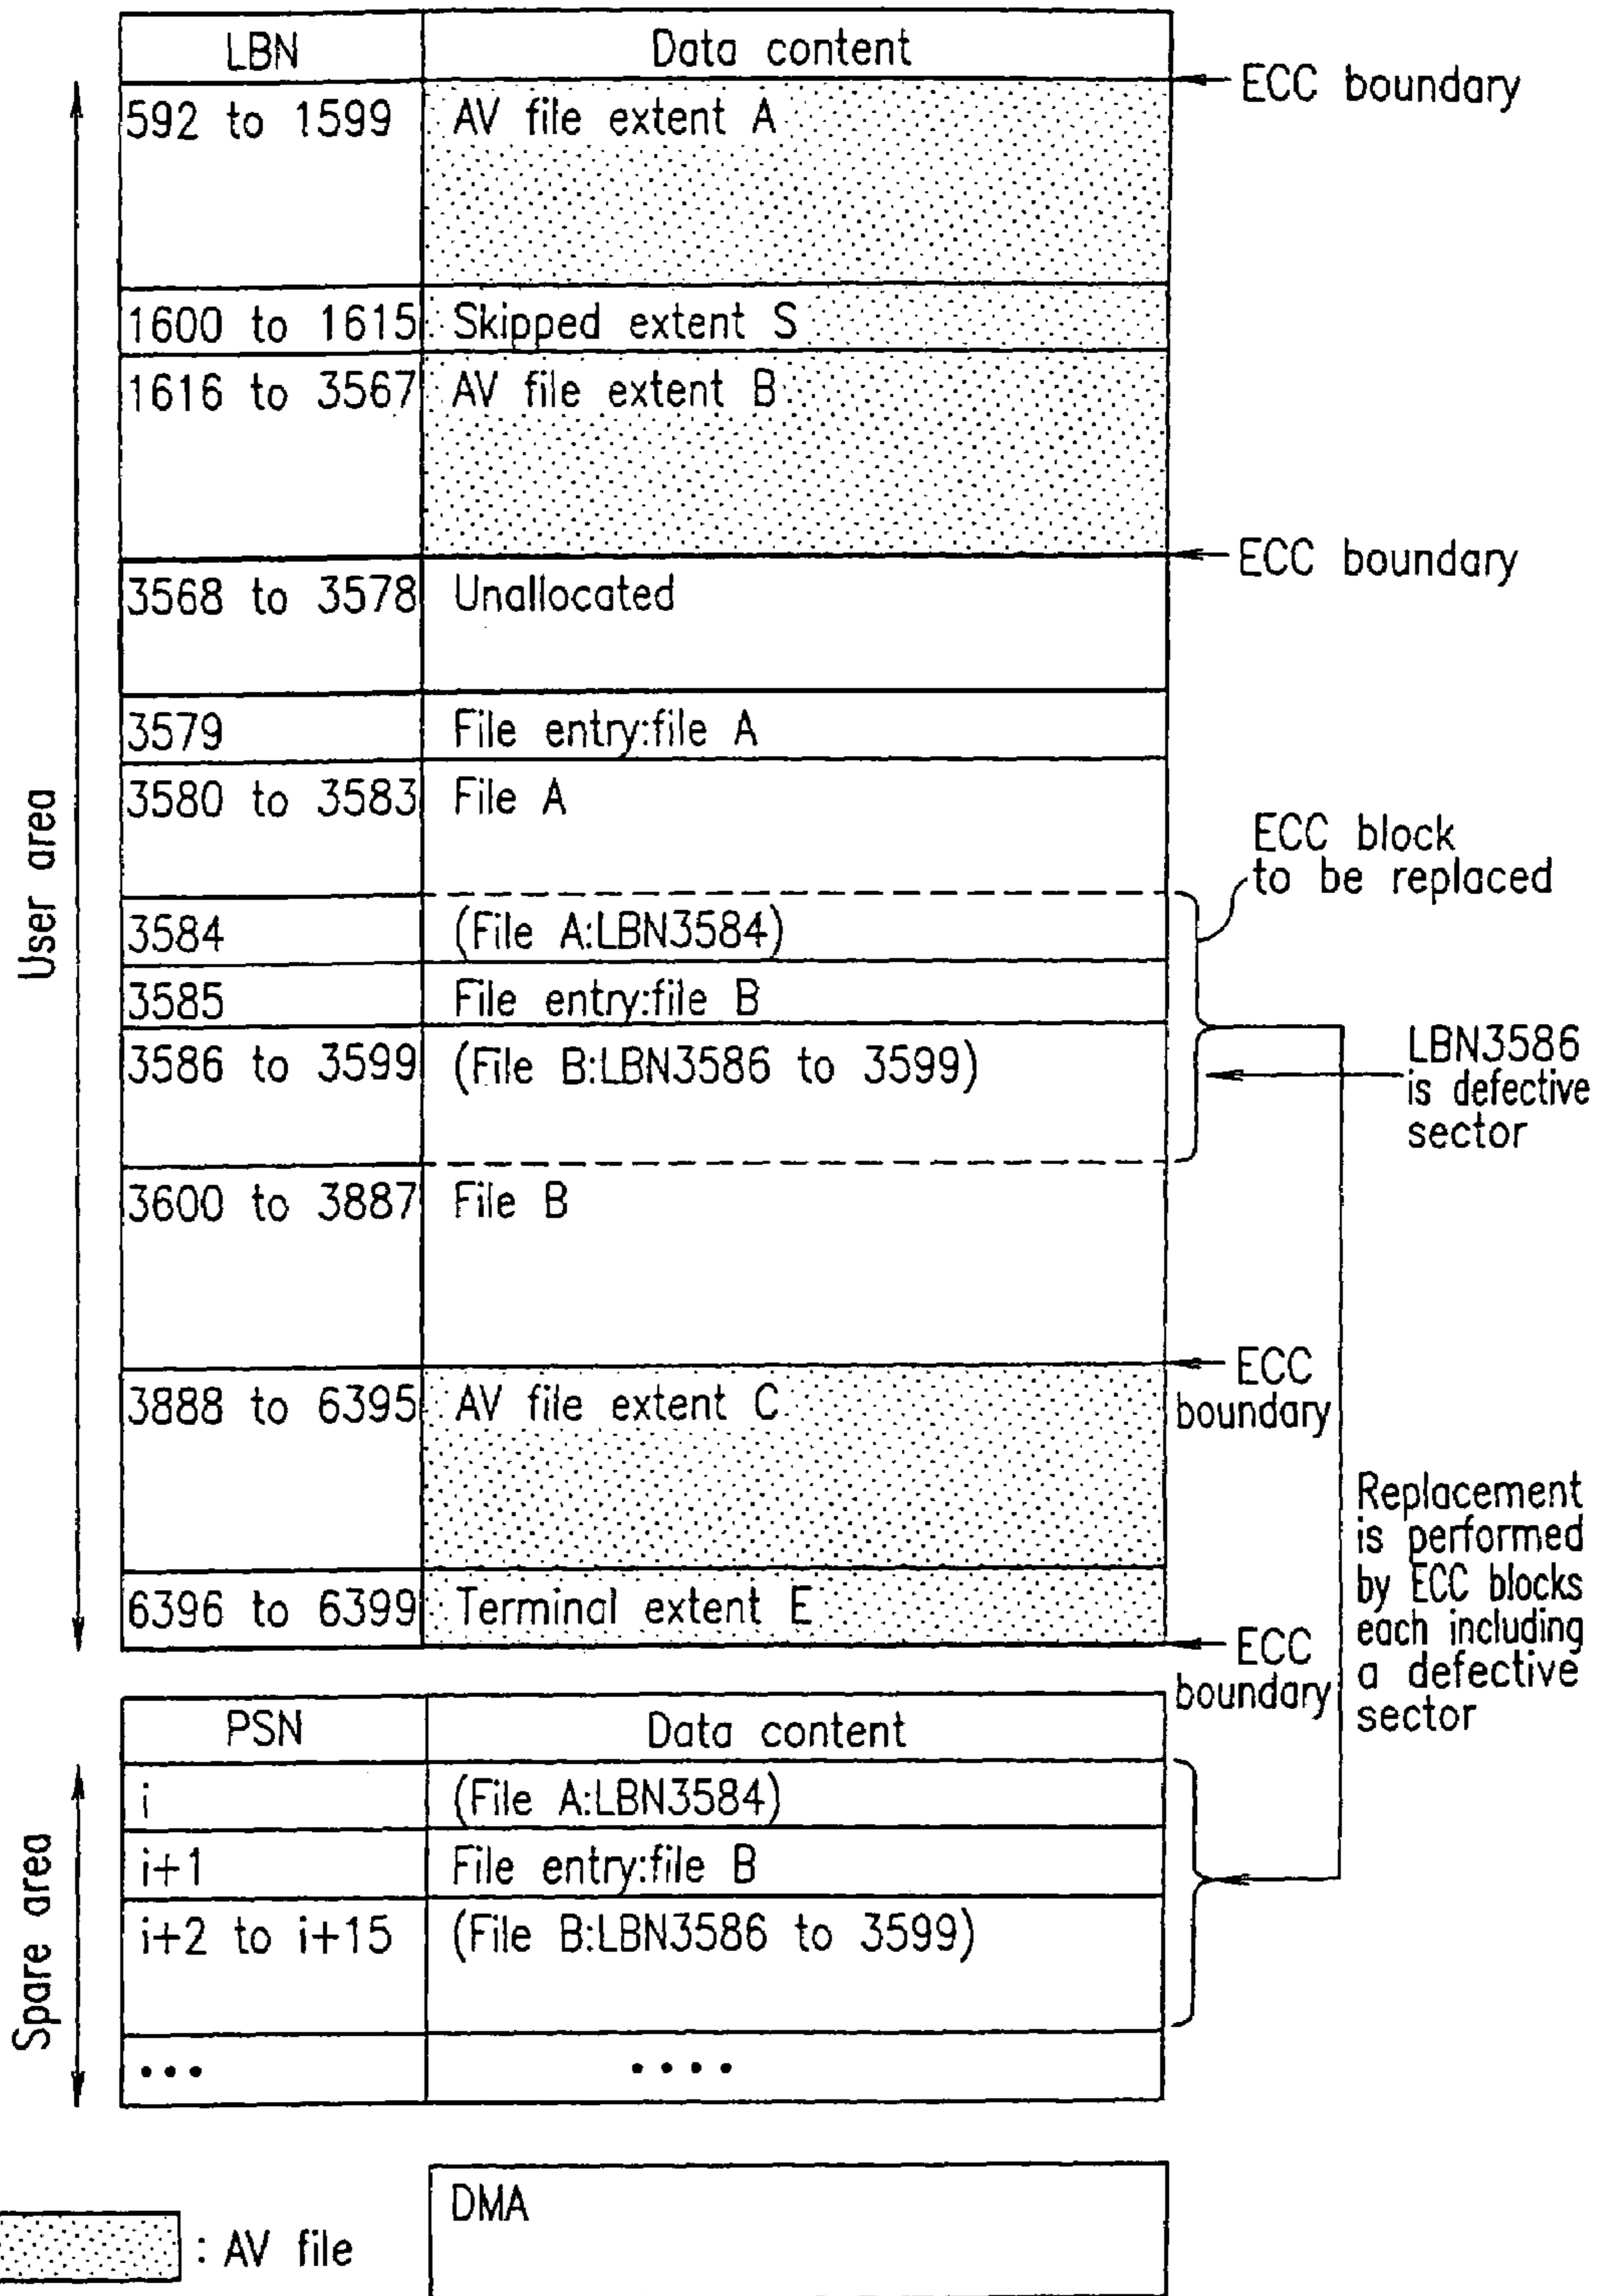 LBN Data content
592 to 1599 AV file extent A
ECC boundary
1600 to 1615 Skipped extent S
1616 to 3567 AV file extent B
ECC boundary
3568 to 3578 Unallocated
3579 File entry:file A
3580 to 3583 File A
ECC block
to be replaced
3584 (File A:LBN3584)
3585 File entry:file B
3586 to 3599 (File B:LBN3586 to 3599)
LBN3586
is defective
sector
3600 to 3887 File B
ECC
boundary
3888 to 6395 AV file extent C
6396 to 6399 Terminal extent E
ECC
boundary
User area
Replacement
is performed
by ECC blocks
each including
a defective
sector
PSN Data content
i (File A:LBN3584)
i+1 File entry:file B
i+2 to i+15 (File B:LBN3586 to 3599)
••• ••••
Spare area
DMA
: AV file